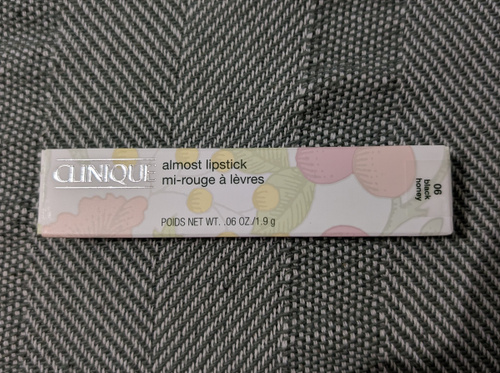 CLINIQUE
almost lipstick
mi-rouge à lèvres
POIDS NET WT. .06 OZ./1.9 g
06
black
honey